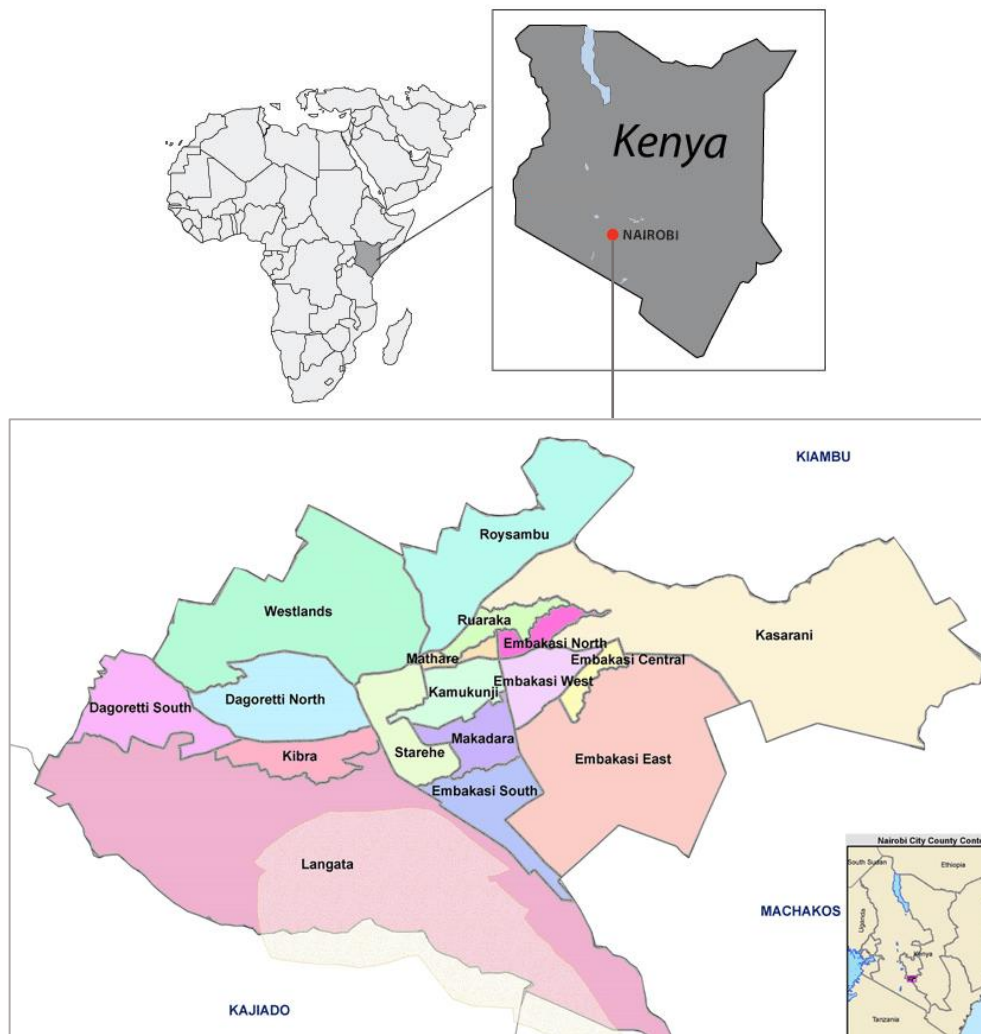 Kenya
NAIROBI
KIAMBU
Roysambu
Westlands
Ruaraka
Kasarani
Embakasi North
Mathare
Embakasi Central
Embakasi West
Kamukunji
Dagoretti North
Dagoretti South
Makadara
Starehe
Kibra
Embakasi East
Embakasi South
Nairobi City County Cont
South Sudan
Ethiopia
Langata
MACHAKOS
Uganda
Kenya
KAJIADO
Tanzania